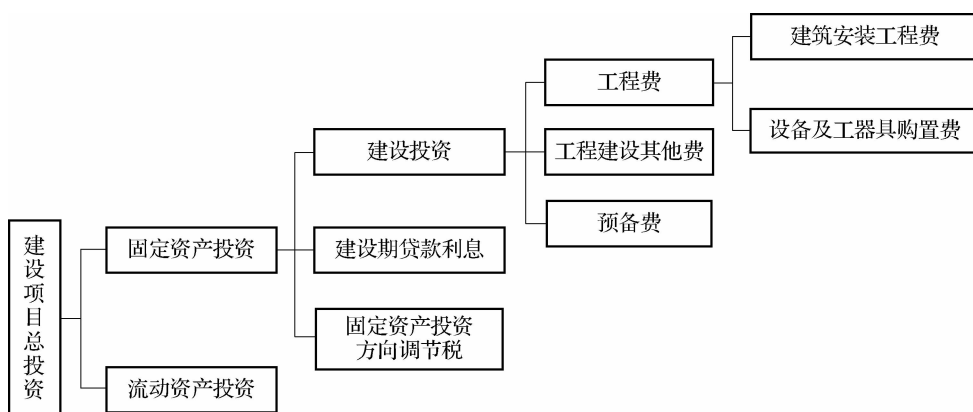 建设项目总投资
固定资产投资
流动资产投资
建设投资
建设期贷款利息
固定资产投资
方向调节税
工程费
工程建设其他费
预备费
建筑安装工程费
设备及工器具购置费